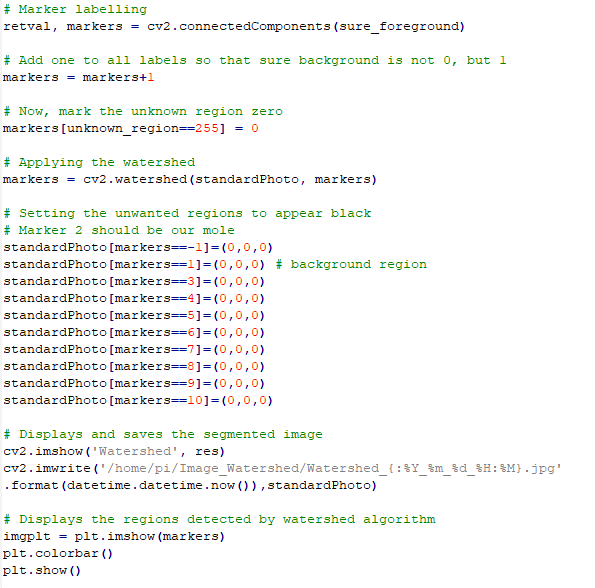 # Marker labelling
retval, markers = cv2.connectedComponents(sure_foreground)
# Add one to all labels so that sure background is not 0, but 1
markers = markers+1
# Now, mark the unknown region zero
markers[unknown_region==255] = 0
# Applying the watershed
markers = cv2.watershed(standardPhoto, markers)
# Setting the unwanted regions to appear black
# Marker 2 should be our mole
standardPhoto[markers==-1]=(0,0,0)
standardPhoto[markers==1]=(0,0,0) # background region
standardPhoto[markers==3]=(0,0,0)
standardPhoto[markers==4]=(0,0,0)
standardPhoto[markers==5]=(0,0,0)
standardPhoto[markers==6]=(0,0,0)
standardPhoto[markers==7]=(0,0,0)
standardPhoto[markers==8]=(0,0,0)
standardPhoto[markers==9]=(0,0,0)
standardPhoto[markers==10]=(0,0,0)
# Displays and saves the segmented image
cv2.imshow('Watershed', res)
cv2.imwrite('/home/pi/Image_Watershed/Watershed_{:%Y_%m_%d_%H:%M}.jpg'
.format(datetime.datetime.now()),standardPhoto)
# Displays the regions detected by watershed algorithm
imgplt = plt.imshow(markers)
plt.colorbar()
plt.show()